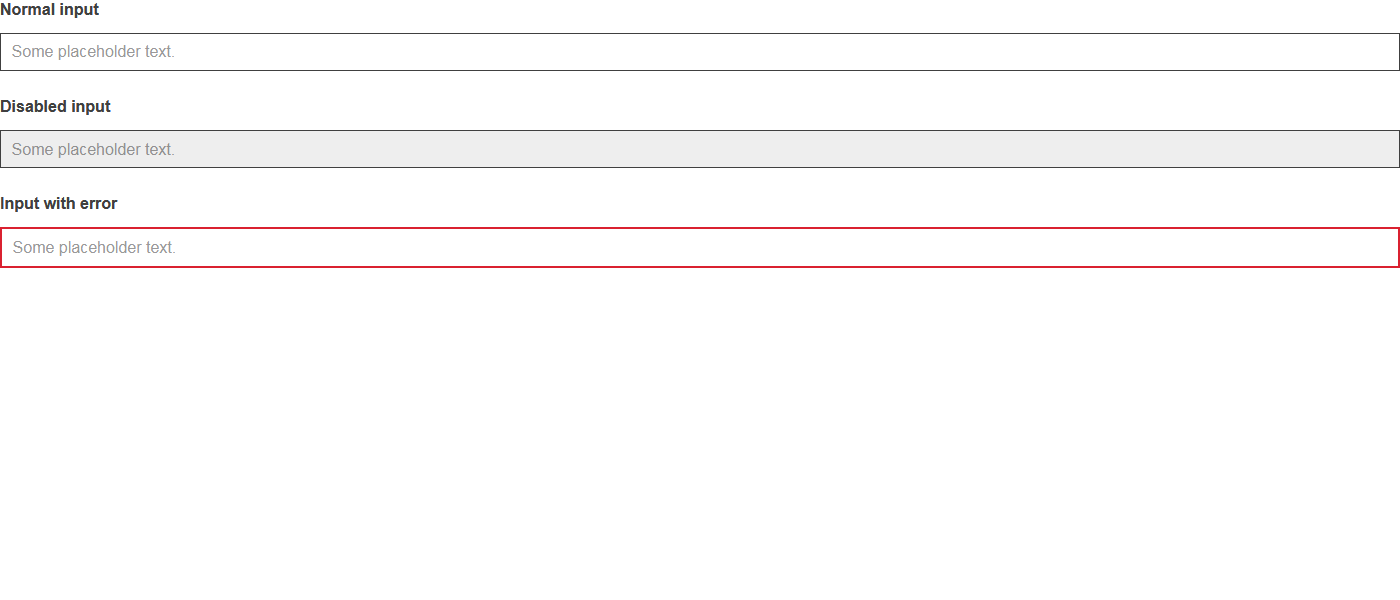 Normal input
Some placeholder text.
Disabled input
Some placeholder text.
Input with error
Some placeholder text.